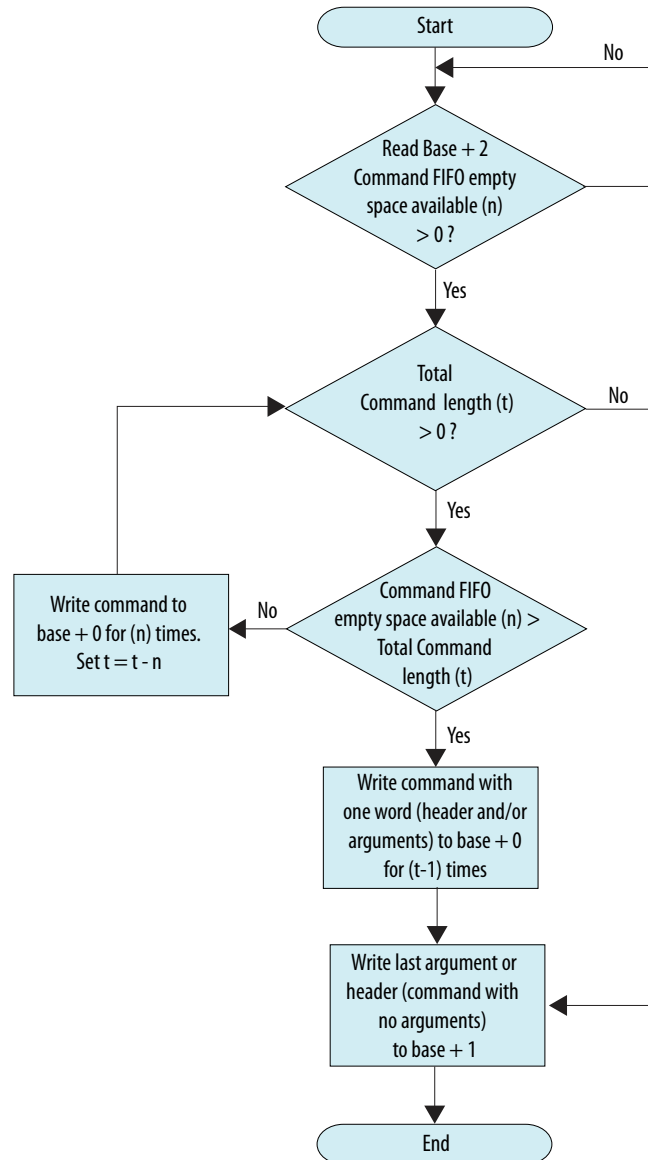 Start
No
Read Base + 2
Command FIFO empty
space available (n)
> 0 ?
Yes
Total
Command length (t)
> 0 ?
No
Yes
Command FIFO
empty space available (n) >
Total Command
length (t)
No
Write command to
base + 0 for (n) times.
Set t = t - n
Yes
Write command with
one word (header and/or
arguments) to base + 0
for (t-1) times
Write last argument or
header (command with
no arguments)
to base + 1
End